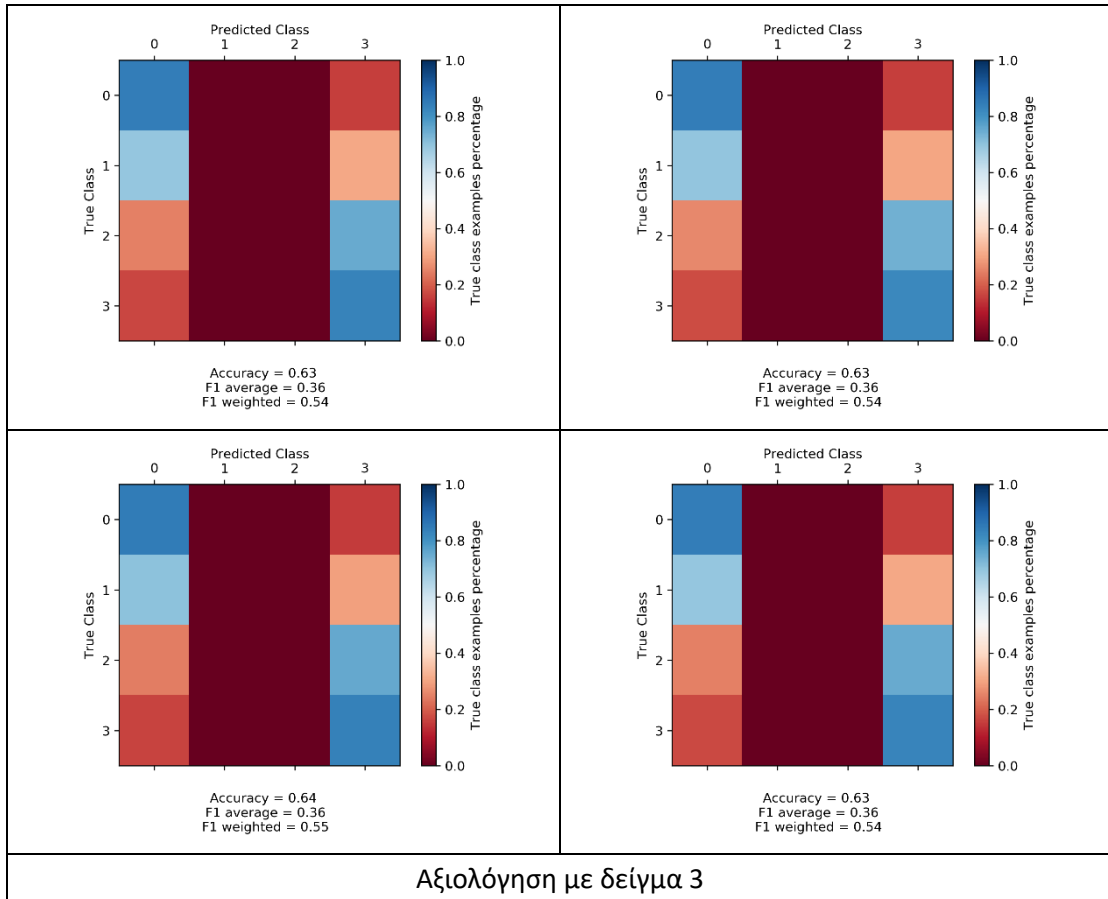 Predicted Class
0 1 2 3
True Class
0
1
2
3
1.0
0.8
0.6
0.4
0.2
0.0
True class examples percentage
Accuracy = 0.63
F1 average = 0.36
F1 weighted = 0.54
Predicted Class
0 1 2 3
True Class
0
1
2
3
1.0
0.8
0.6
0.4
0.2
0.0
True class examples percentage
Accuracy = 0.63
F1 average = 0.36
F1 weighted = 0.54
Predicted Class
0 1 2 3
True Class
0
1
2
3
1.0
0.8
0.6
0.4
0.2
0.0
True class examples percentage
Accuracy = 0.64
F1 average = 0.36
F1 weighted = 0.55
Predicted Class
0 1 2 3
True Class
0
1
2
3
1.0
0.8
0.6
0.4
0.2
0.0
True class examples percentage
Accuracy = 0.63
F1 average = 0.36
F1 weighted = 0.54
Αξιολόγηση με δείγμα 3